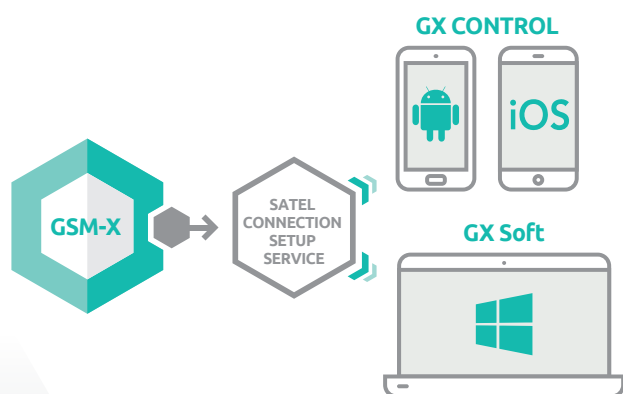 GX CONTROL
iOS
GSM-X
SATEL
CONNECTION
SETUP
SERVICE
GX Soft